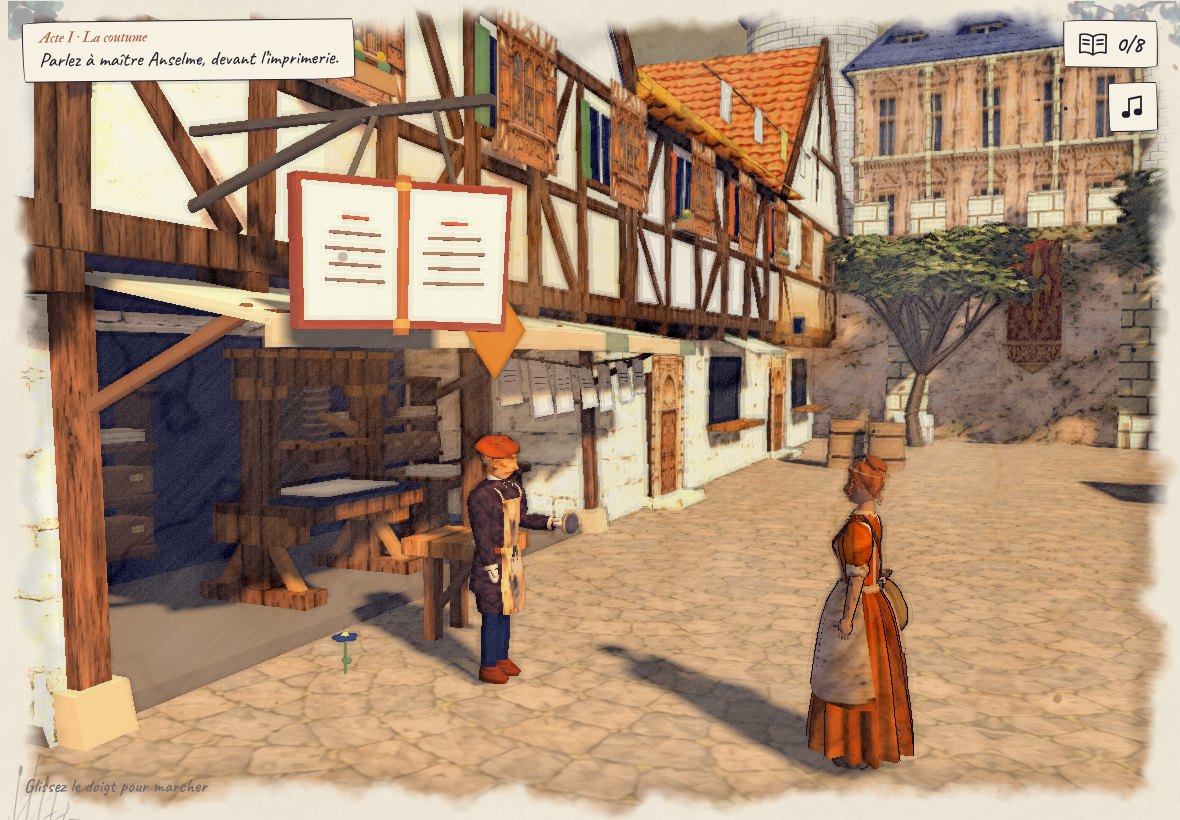 Acte I · La coutume
Parlez à maître Anselme, devant l'imprimerie.
0/8
Glissez le doigt pour marcher